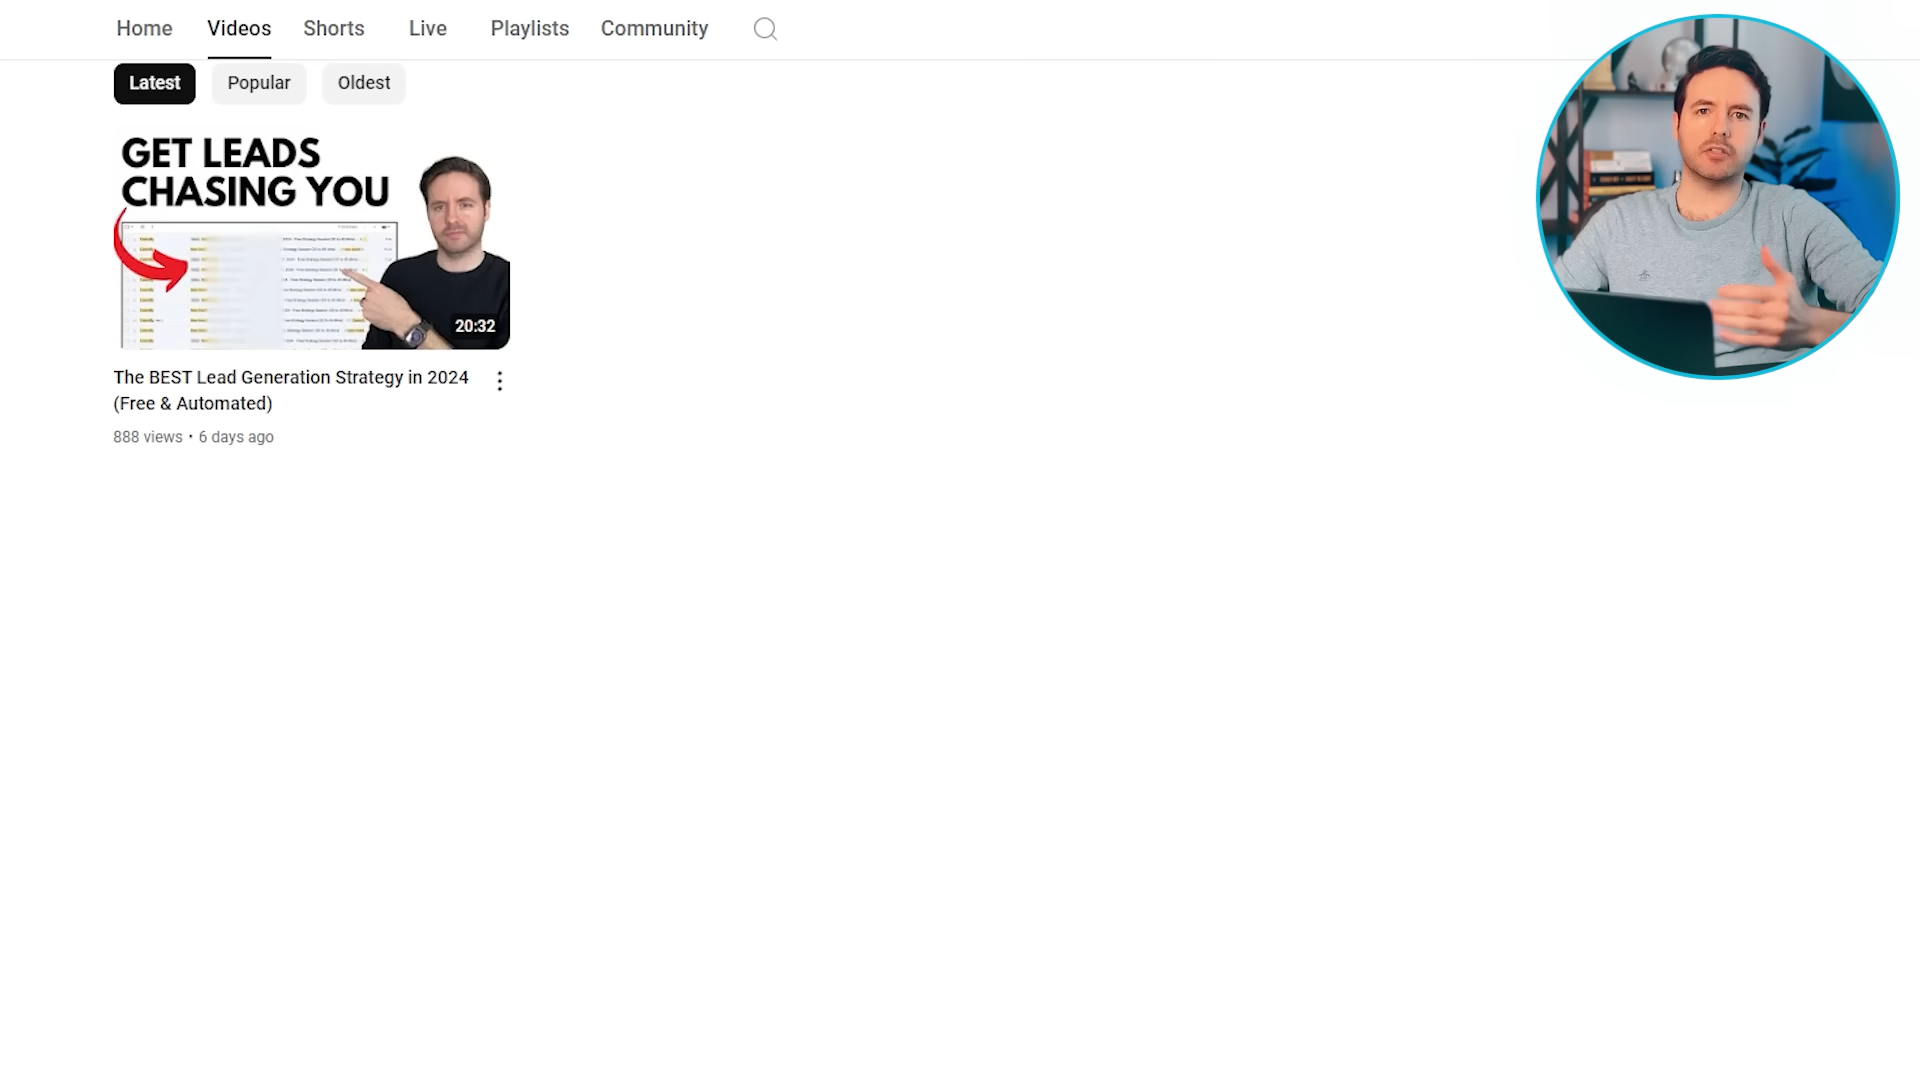 Home Videos Shorts Live Playlists Community
Latest Popular Oldest
GET LEADS
CHASING YOU
20:32
The BEST Lead Generation Strategy in 2024
(Free & Automated)
888 views • 6 days ago